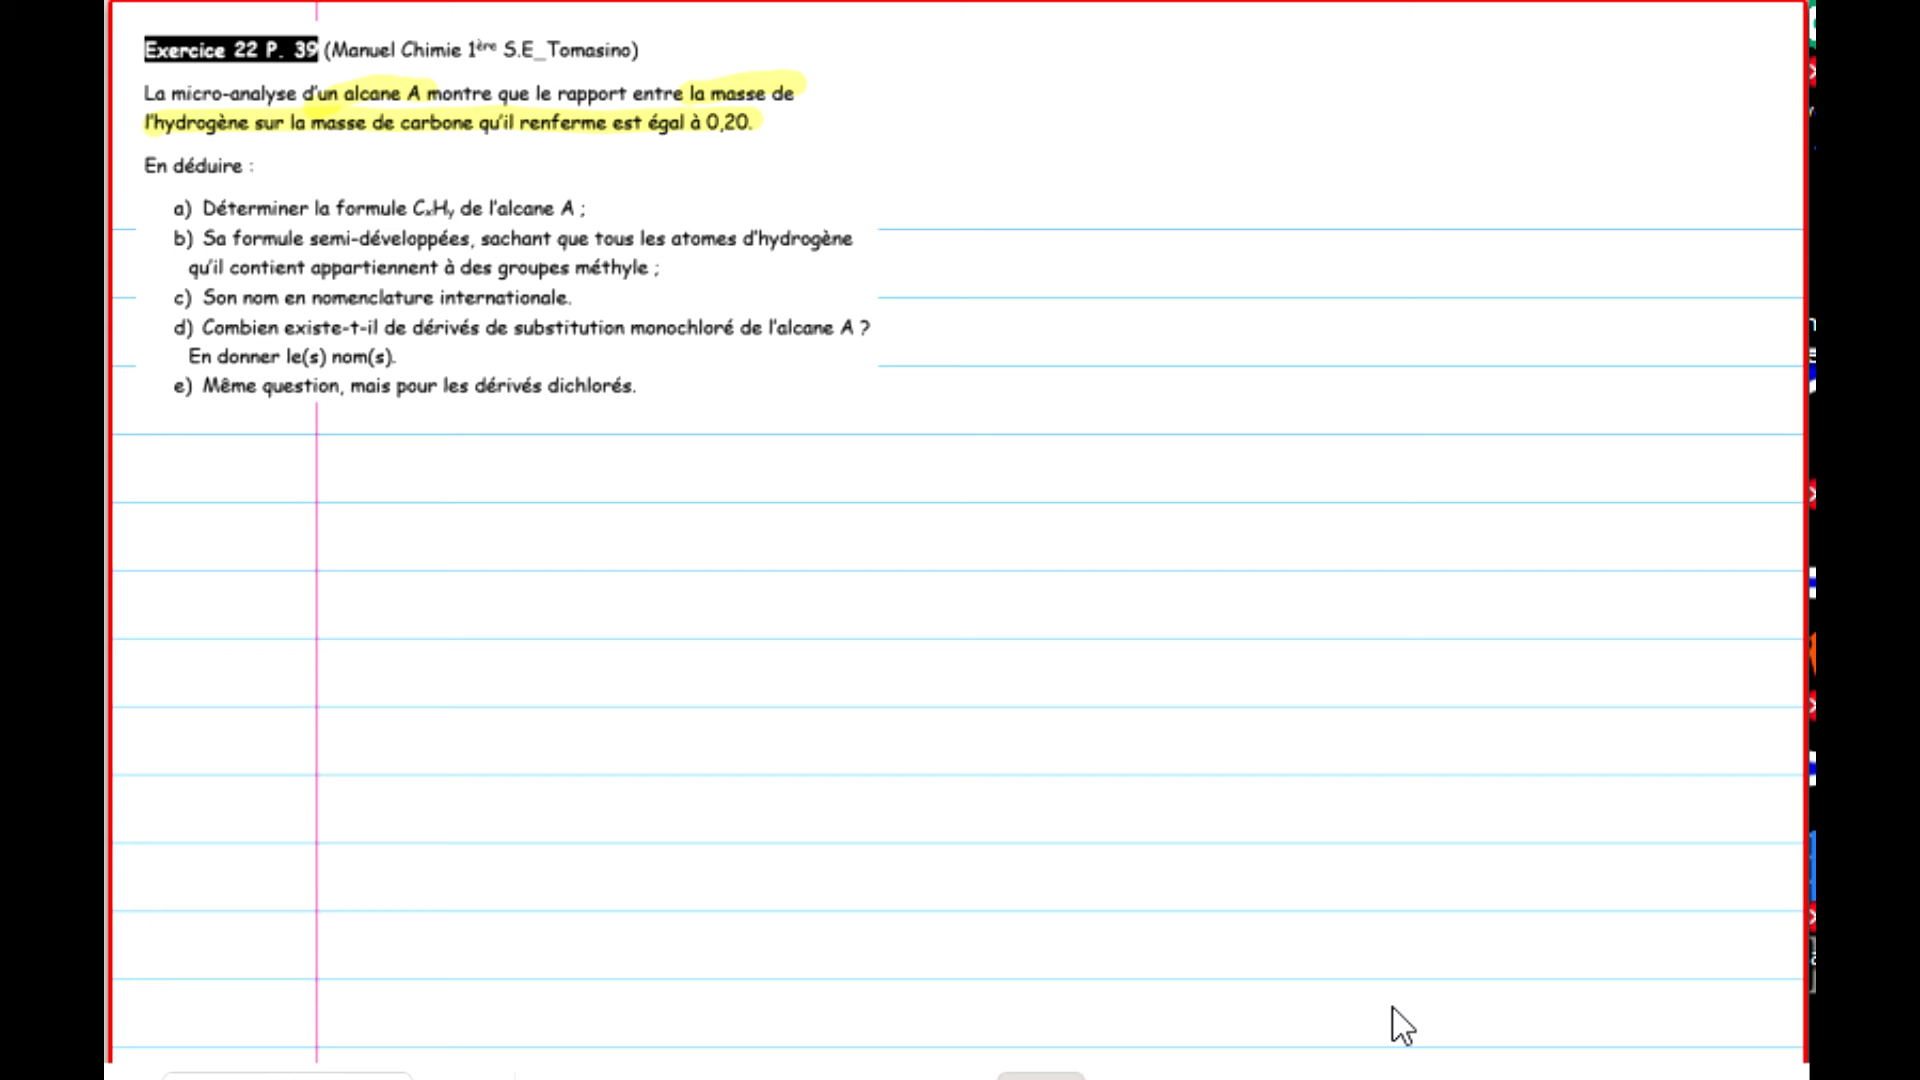 Exercice 22 P. 39 (Manuel Chimie 1ère S.E_Tomasino)
La micro-analyse d'un alcane A montre que le rapport entre la masse de
l'hydrogène sur la masse de carbone qu'il renferme est égal à 0,20.
En déduire :
a) Déterminer la formule CₓHᵧ de l'alcane A ;
b) Sa formule semi-développées, sachant que tous les atomes d'hydrogène
qu'il contient appartiennent à des groupes méthyle ;
c) Son nom en nomenclature internationale.
d) Combien existe-t-il de dérivés de substitution monochloré de l'alcane A ?
En donner le(s) nom(s).
e) Même question, mais pour les dérivés dichlorés.